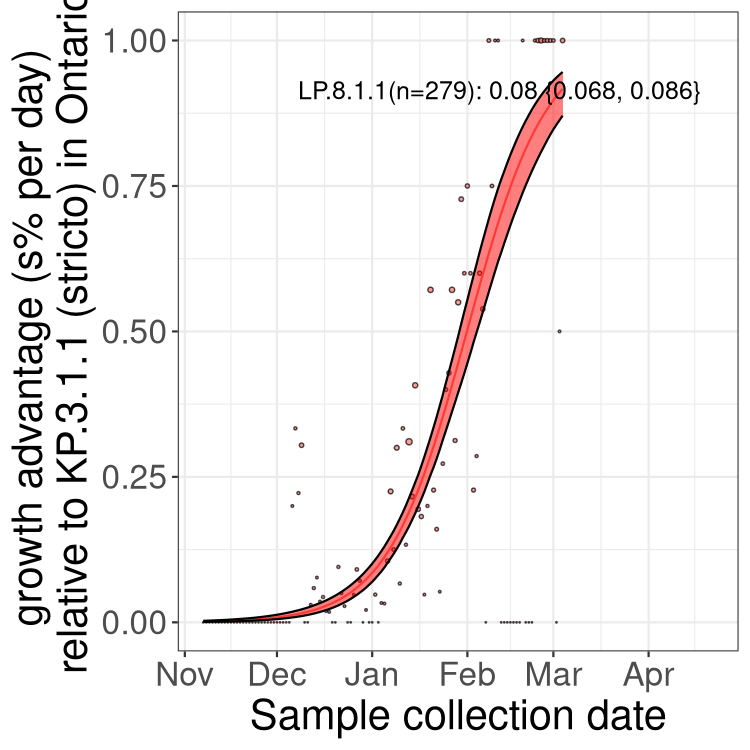 growth advantage (s% per day)
relative to KP.3.1.1 (stricto) in Ontario
1.00
0.75
0.50
0.25
0.00
LP.8.1.1(n=279): 0.08 {0.068, 0.086}
Nov Dec Jan Feb Mar Apr
Sample collection date